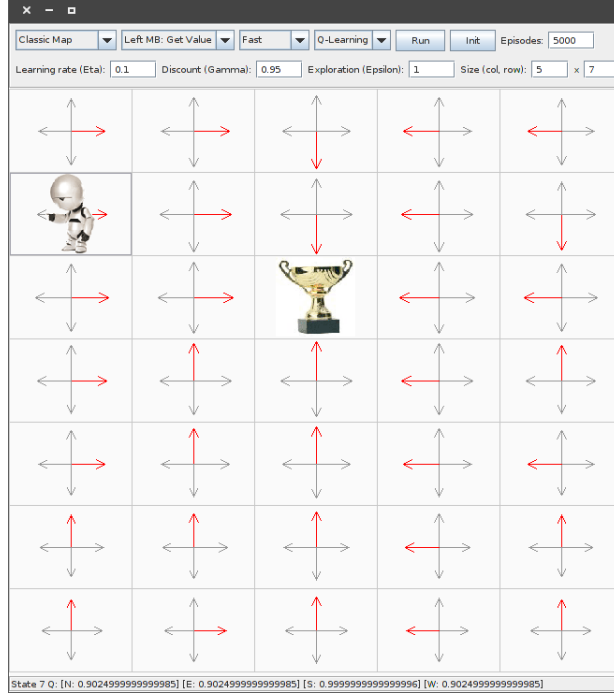 Classic Map Left MB: Get Value Fast Q-Learning Run Init Episodes: 5000
Learning rate (Eta): 0.1 Discount (Gamma): 0.95 Exploration (Epsilon): 1 Size (col, row): 5 x 7
State 7 Q: [N: 0.9024999999999985] [E: 0.9024999999999985] [S: 0.9999999999999996] [W: 0.9024999999999985]